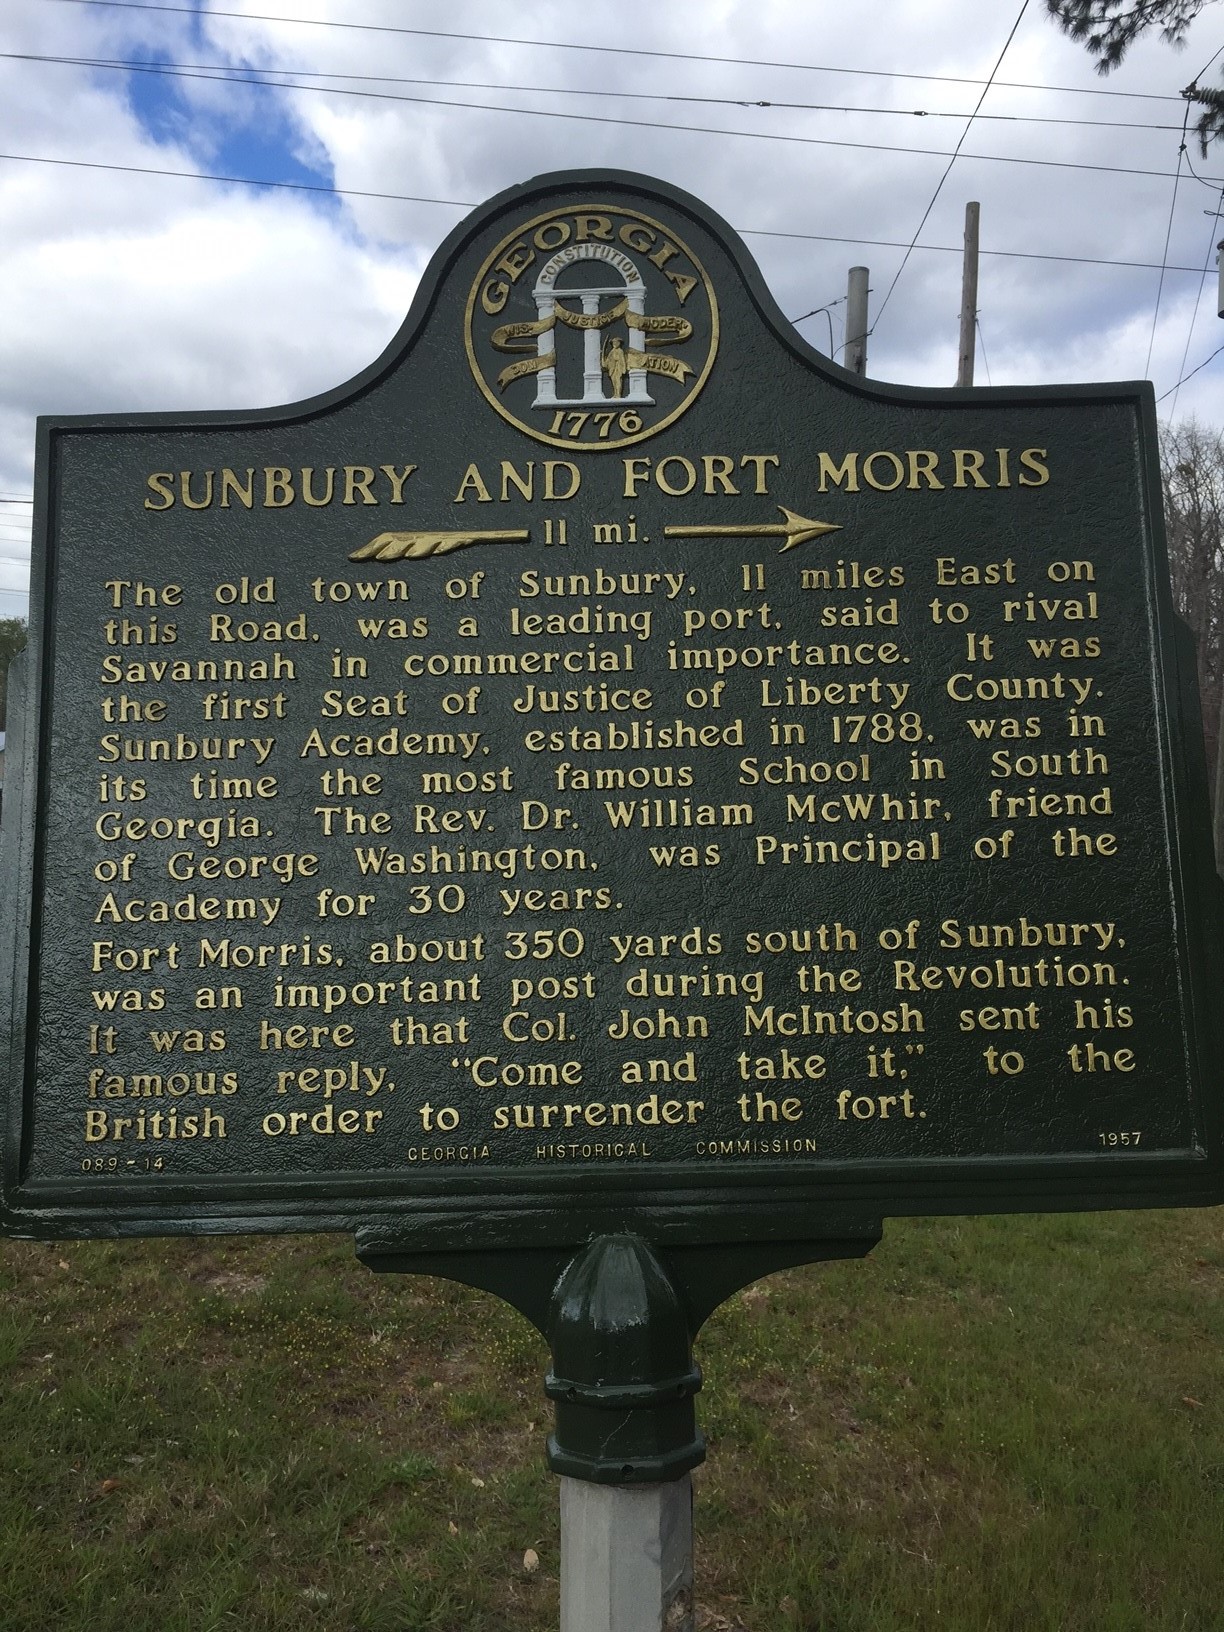 GEORGIA
CONSTITUTION
WIS- JUSTICE MODER-
DOM ATION
1776
SUNBURY AND FORT MORRIS
11 mi.
The old town of Sunbury, 11 miles East on
this Road, was a leading port, said to rival
Savannah in commercial importance. It was
the first Seat of Justice of Liberty County.
Sunbury Academy, established in 1788, was in
its time the most famous School in South
Georgia. The Rev. Dr. William McWhir, friend
of George Washington, was Principal of the
Academy for 30 years.
Fort Morris, about 350 yards south of Sunbury,
was an important post during the Revolution.
It was here that Col. John McIntosh sent his
famous reply, “Come and take it,” to the
British order to surrender the fort.
089-14 GEORGIA HISTORICAL COMMISSION 1957